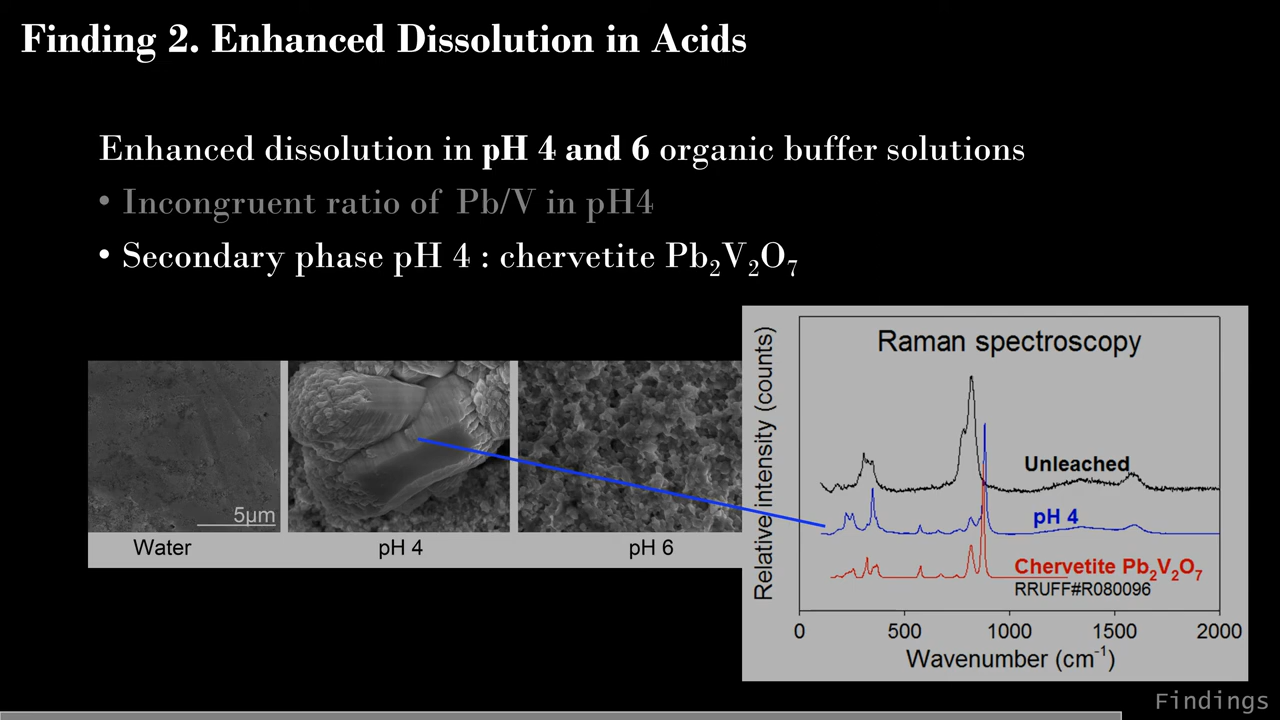 Finding 2. Enhanced Dissolution in Acids
Enhanced dissolution in pH 4 and 6 organic buffer solutions
• Incongruent ratio of Pb/V in pH4
• Secondary phase pH 4 : chervetite Pb₂V₂O₇
5µm
Water
pH 4
pH 6
Raman spectroscopy
Relative intensity (counts)
Unleached
pH 4
Chervetite Pb₂V₂O₇
RRUFF#R080096
0 500 1000 1500 2000
Wavenumber (cm⁻¹)
Findings